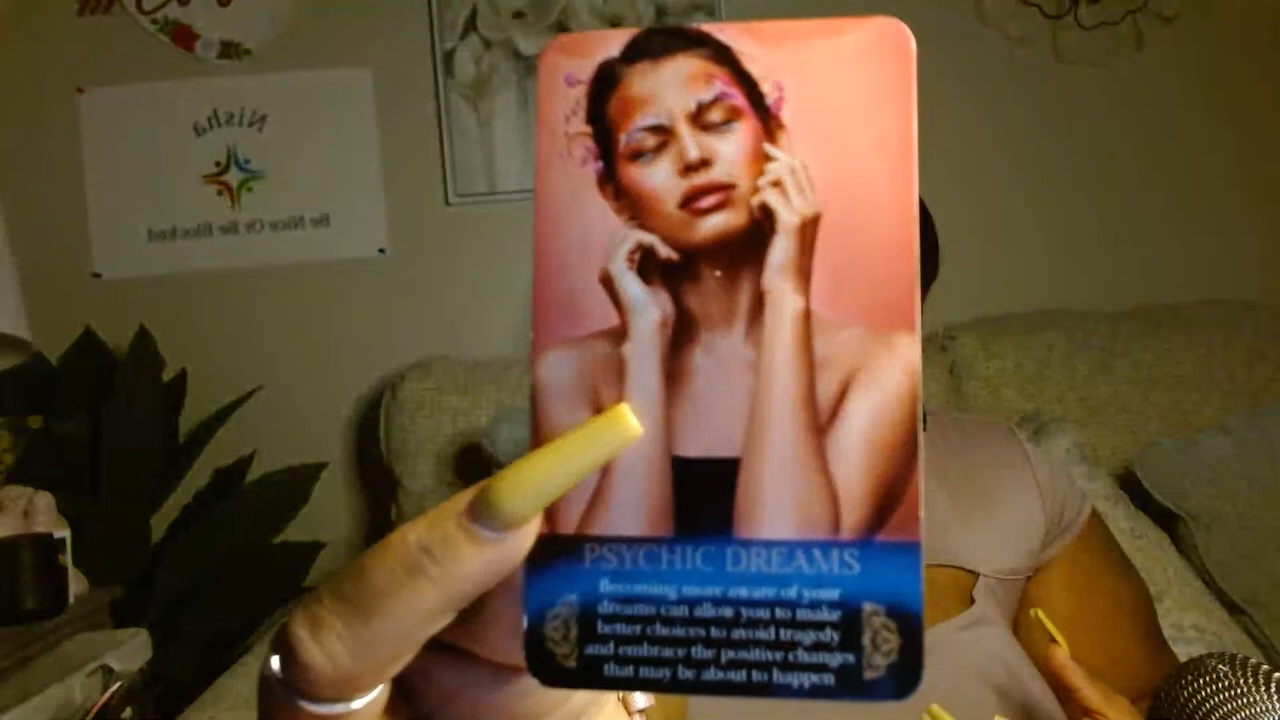 Nisha
Be Nice Or Be Blocked
PSYCHIC DREAMS
Becoming more aware of your
dreams can allow you to make
better choices to avoid tragedy
and embrace the positive changes
that may be about to happen